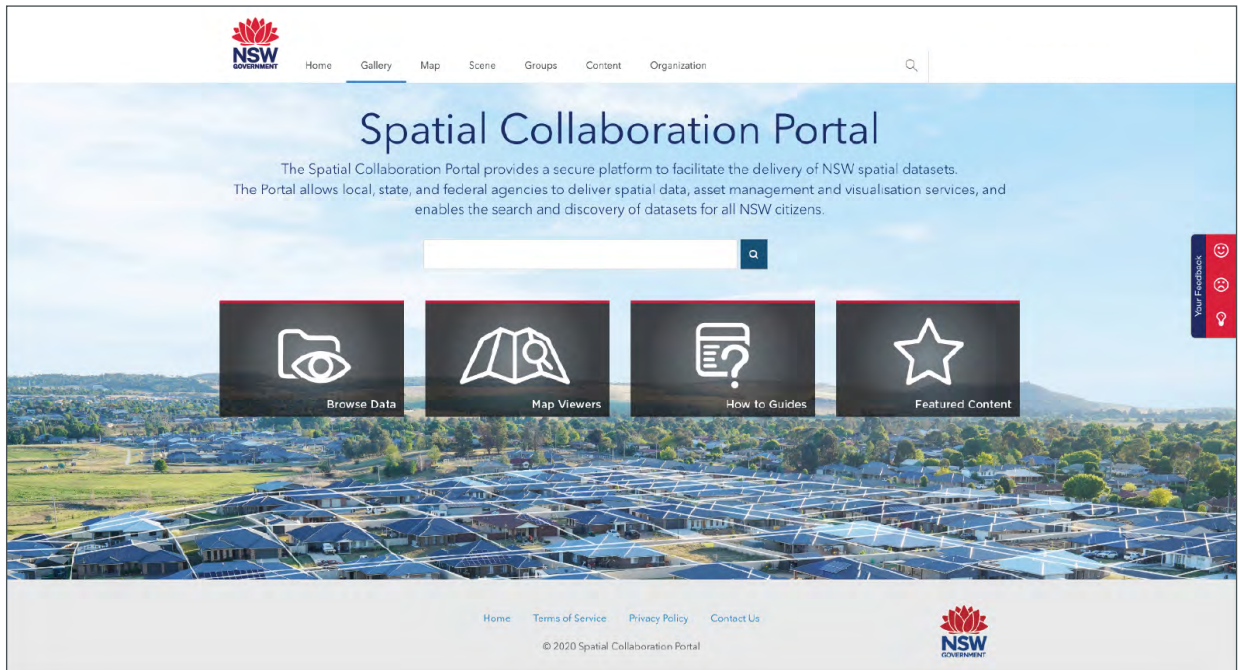 NSW
GOVERNMENT
Home Gallery Map Scene Groups Content Organization
Spatial Collaboration Portal
The Spatial Collaboration Portal provides a secure platform to facilitate the delivery of NSW spatial datasets.
The Portal allows local, state, and federal agencies to deliver spatial data, asset management and visualisation services, and
enables the search and discovery of datasets for all NSW citizens.
Your Feedback
Browse Data
Map Viewers
How to Guides
Featured Content
Home Terms of Service Privacy Policy Contact Us
© 2020 Spatial Collaboration Portal
NSW
GOVERNMENT